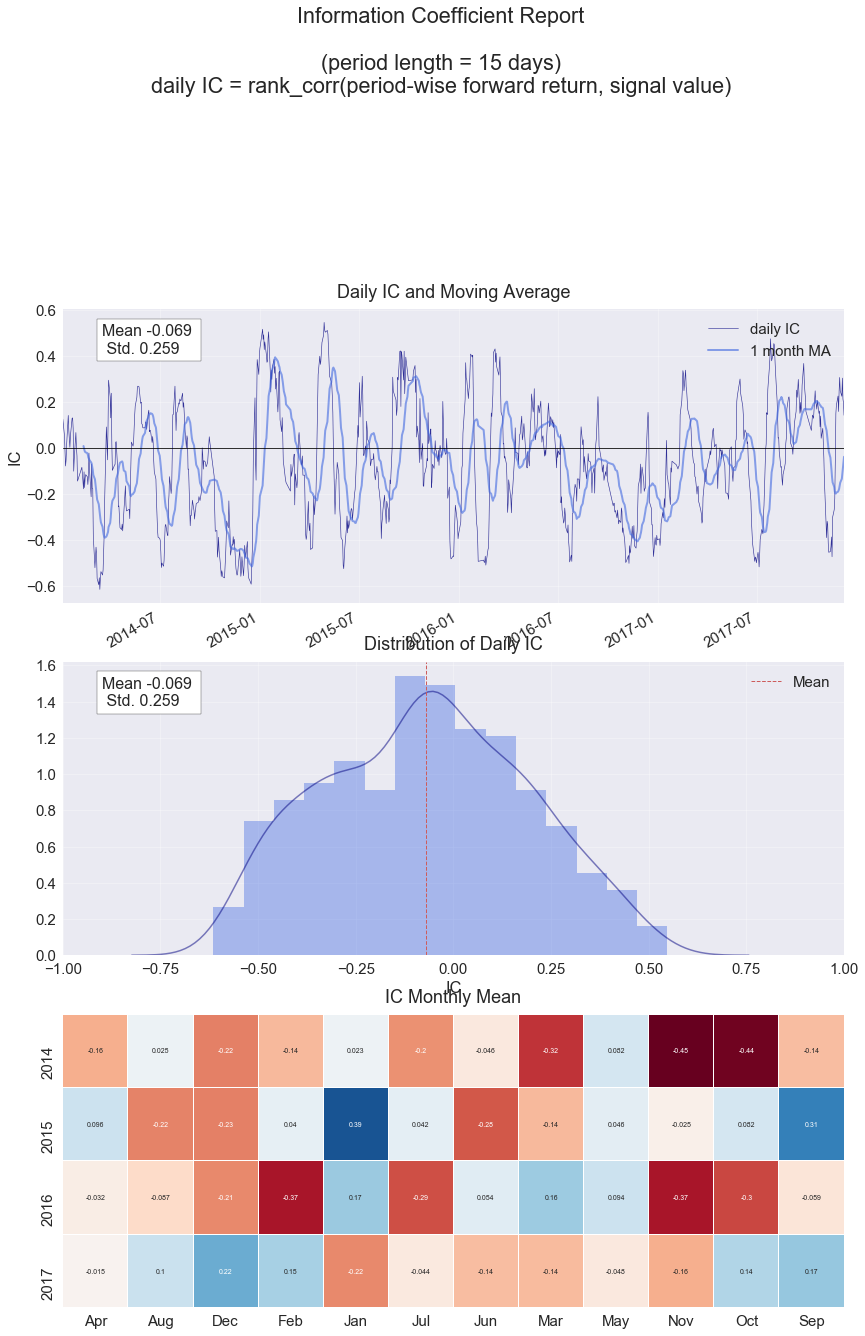 Information Coefficient Report
(period length = 15 days)
daily IC = rank_corr(period-wise forward return, signal value)
Daily IC and Moving Average
Mean -0.069
Std. 0.259
daily IC
1 month MA
IC
0.6
0.4
0.2
0.0
−0.2
−0.4
−0.6
2014-07
2015-01
2015-07
2016-01
2016-07
2017-01
2017-07
Distribution of Daily IC
Mean -0.069
Std. 0.259
Mean
1.6
1.4
1.2
1.0
0.8
0.6
0.4
0.2
0.0
−1.00 −0.75 −0.50 −0.25 0.00 0.25 0.50 0.75 1.00
IC
IC Monthly Mean
2014 -0.16 0.025 -0.22 -0.14 0.023 -0.2 -0.046 -0.32 0.082 -0.45 -0.44 -0.14
2015 0.096 -0.22 -0.23 0.04 0.39 0.042 -0.14 0.046 -0.025 0.082 0.31
2016 -0.032 -0.087 -0.21 -0.37 0.17 -0.29 0.054 0.16 0.094 -0.37 -0.3 -0.059
2017 -0.015 0.1 0.22 0.15 -0.22 -0.044 -0.14 -0.14 -0.16 0.14 0.17
Apr Aug Dec Feb Jan Jul Jun Mar May Nov Oct Sep